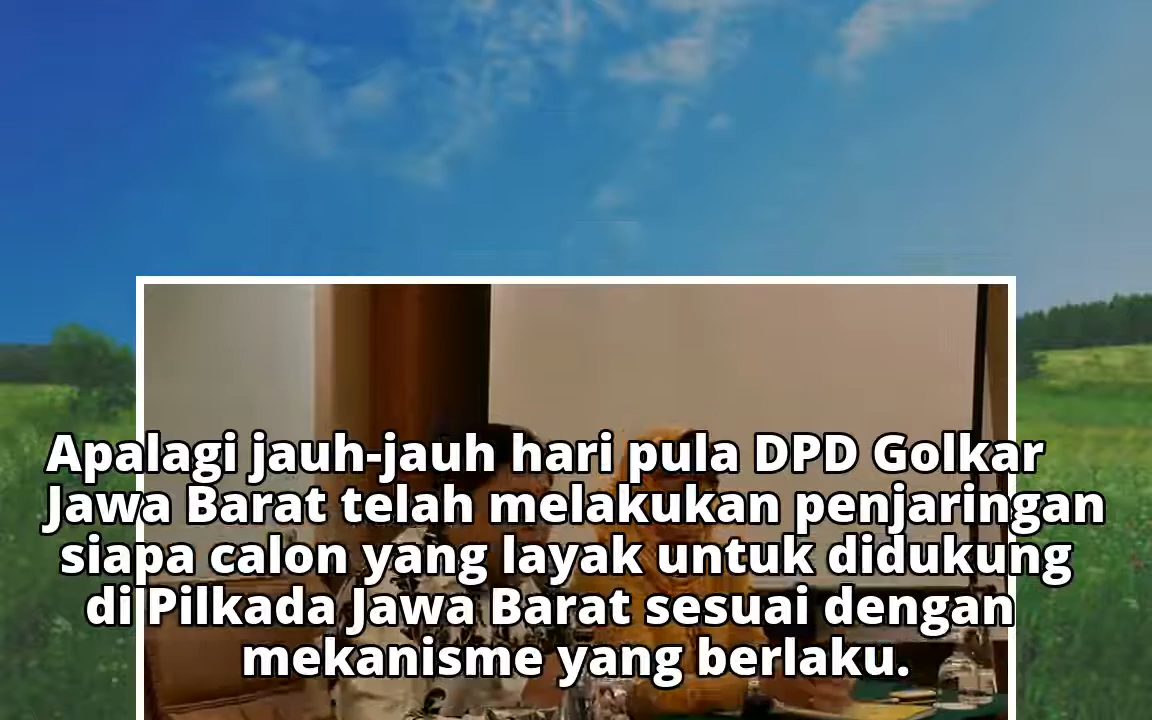 Apalagi jauh-jauh hari pula DPD Golkar
Jawa Barat telah melakukan penjaringan
siapa calon yang layak untuk didukung
di Pilkada Jawa Barat sesuai dengan
mekanisme yang berlaku.